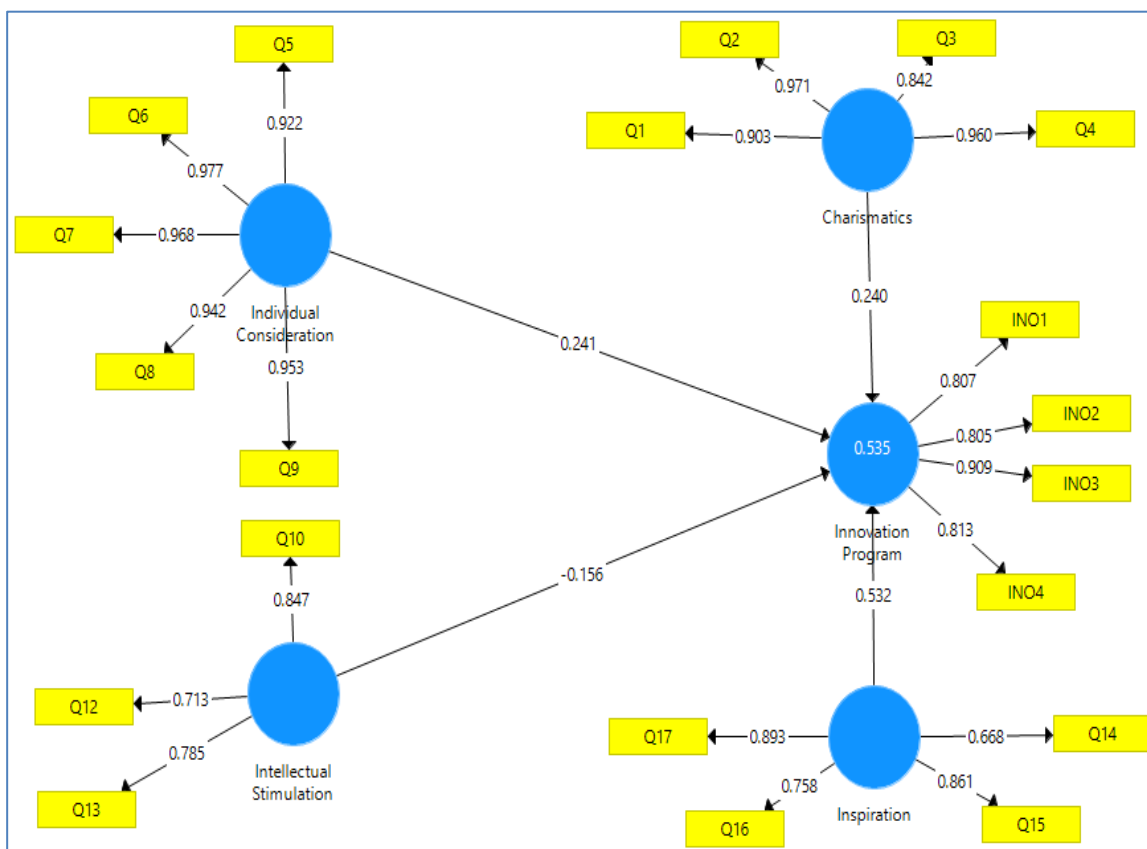 Q5
Q2
Q3
Q6
0.971
0.842
0.922
Q1
0.903
0.960
Q4
0.977
Q7
0.968
Charismatics
0.942
Individual
Consideration
0.240
INO1
0.241
Q8
0.953
0.807
INO2
0.805
0.535
Q9
0.909
INO3
Q10
Innovation
Program
0.813
-0.156
INO4
0.847
0.532
Q12
0.713
Q17
0.893
0.668
Q14
0.785
0.758
0.861
Intellectual
Stimulation
Q13
Q16
Inspiration
Q15